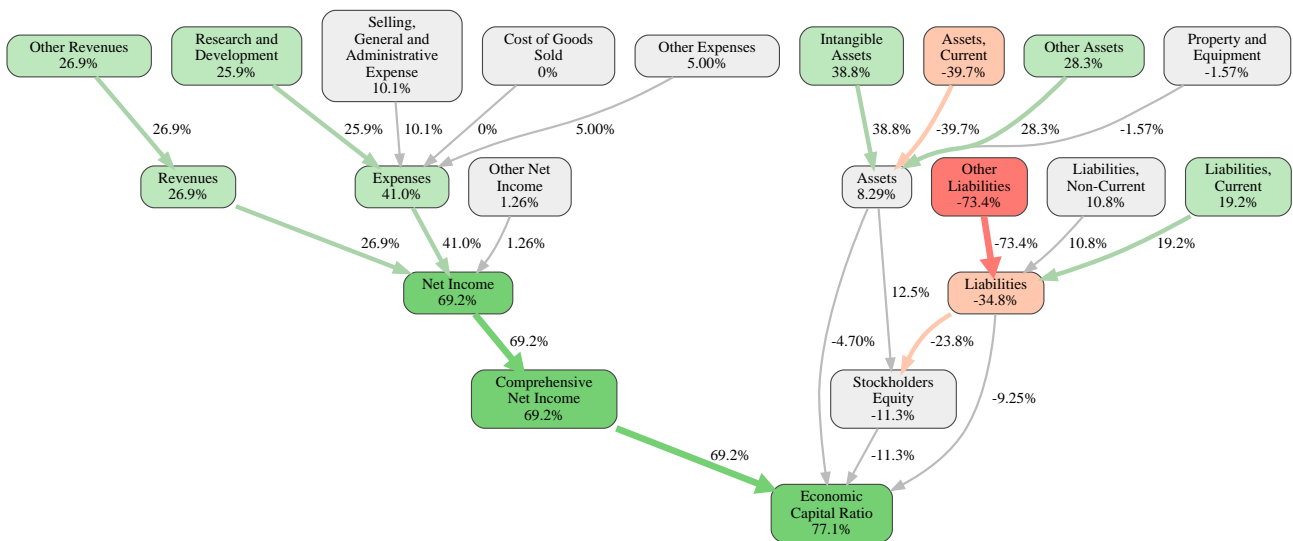 Other Revenues
26.9%
Research and
Development
25.9%
Selling,
General and
Administrative
Expense
10.1%
Cost of Goods
Sold
0%
Other Expenses
5.00%
Intangible
Assets
38.8%
Assets,
Current
-39.7%
Other Assets
28.3%
Property and
Equipment
-1.57%
26.9%
25.9%
10.1%
0%
5.00%
38.8%
-39.7%
28.3%
-1.57%
Revenues
26.9%
Expenses
41.0%
Other Net
Income
1.26%
Assets
8.29%
Other
Liabilities
-73.4%
Liabilities,
Non-Current
10.8%
Liabilities,
Current
19.2%
26.9%
41.0%
1.26%
-73.4%
10.8%
19.2%
Net Income
69.2%
12.5%
Liabilities
-34.8%
69.2%
-4.70%
-23.8%
Comprehensive
Net Income
69.2%
Stockholders
Equity
-11.3%
-9.25%
69.2%
-11.3%
Economic
Capital Ratio
77.1%